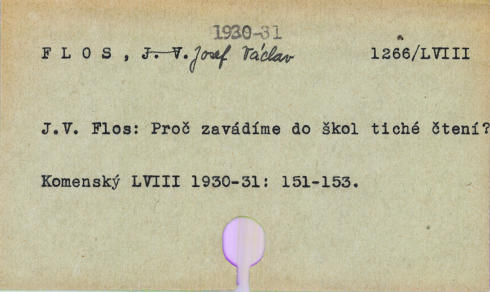 1930-31
F L O S , J. V. Josef Václav 1266/LVIII
J.V. Flos: Proč zavádíme do škol tiché čtení?
Komenský LVIII 1930-31: 151-153.